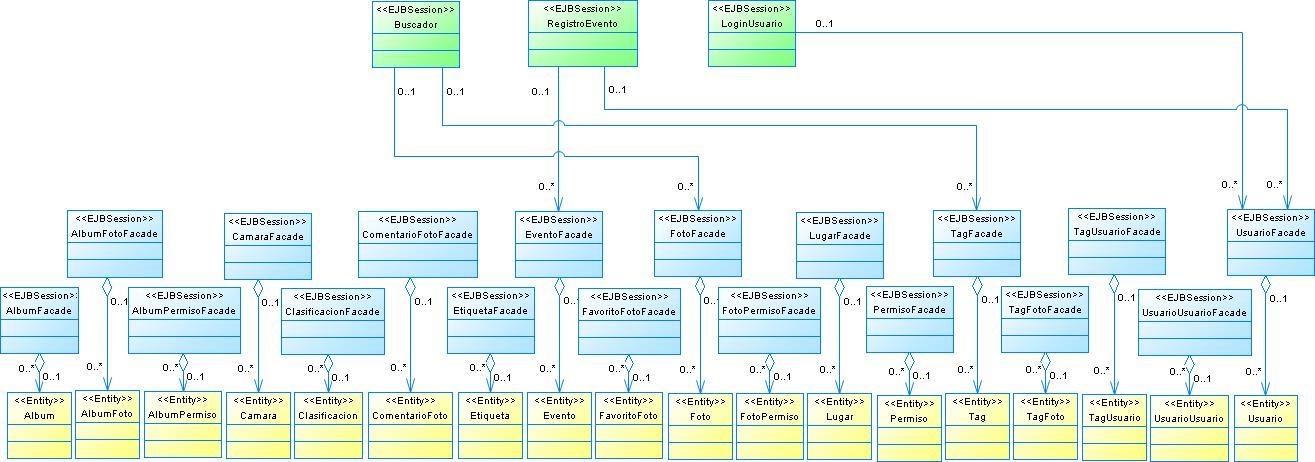 <<EJBSession>>
Buscador
<<EJBSession>>
RegistroEvento
<<EJBSession>>
LoginUsuario
0..1
0..1
0..1
0..1
0..1
0..*
0..*
0..*
0..*
0..*
<<EJBSession>>
AlbumFotoFacade
<<EJBSession>>
CamaraFacade
<<EJBSession>>
ComentarioFotoFacade
<<EJBSession>>
EventoFacade
<<EJBSession>>
FotoFacade
<<EJBSession>>
LugarFacade
<<EJBSession>>
TagFacade
<<EJBSession>>
TagUsuarioFacade
<<EJBSession>>
UsuarioFacade
0..1
0..1
0..1
0..1
0..1
0..1
0..1
0..1
0..1
<<EJBSession>>
AlbumFacade
<<EJBSession>>
AlbumPermisoFacade
<<EJBSession>>
ClasificacionFacade
<<EJBSession>>
EtiquetaFacade
<<EJBSession>>
FavoritoFotoFacade
<<EJBSession>>
FotoPermisoFacade
<<EJBSession>>
PermisoFacade
<<EJBSession>>
TagFotoFacade
<<EJBSession>>
UsuarioUsuarioFacade
0..*
0..1
0..*
0..*
0..1
0..*
0..*
0..1
0..*
0..*
0..1
0..*
0..*
0..1
0..*
0..*
0..1
0..*
0..*
0..1
0..*
0..*
0..1
0..*
0..*
0..1
0..*
<<Entity>>
Album
<<Entity>>
AlbumFoto
<<Entity>>
AlbumPermiso
<<Entity>>
Camara
<<Entity>>
Clasificacion
<<Entity>>
ComentarioFoto
<<Entity>>
Etiqueta
<<Entity>>
Evento
<<Entity>>
FavoritoFoto
<<Entity>>
Foto
<<Entity>>
FotoPermiso
<<Entity>>
Lugar
<<Entity>>
Permiso
<<Entity>>
Tag
<<Entity>>
TagFoto
<<Entity>>
TagUsuario
<<Entity>>
UsuarioUsuario
<<Entity>>
Usuario